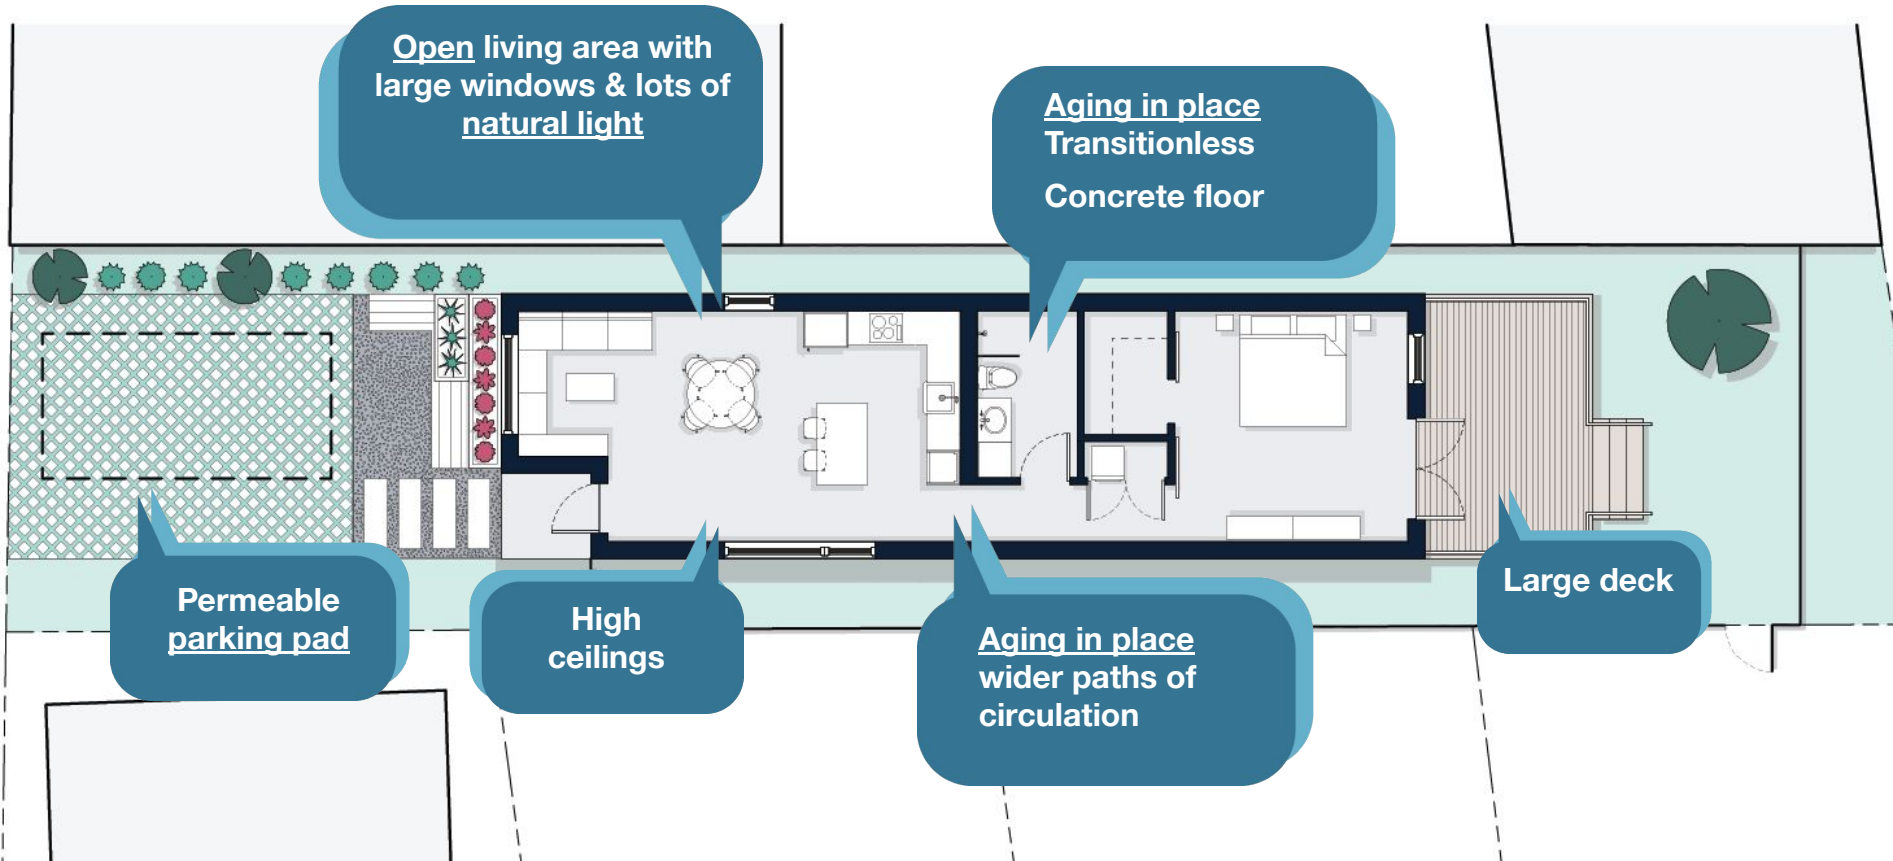 Open living area with
large windows & lots of
natural light
Aging in place
Transitionless
Concrete floor
Permeable
parking pad
High
ceilings
Aging in place
wider paths of
circulation
Large deck